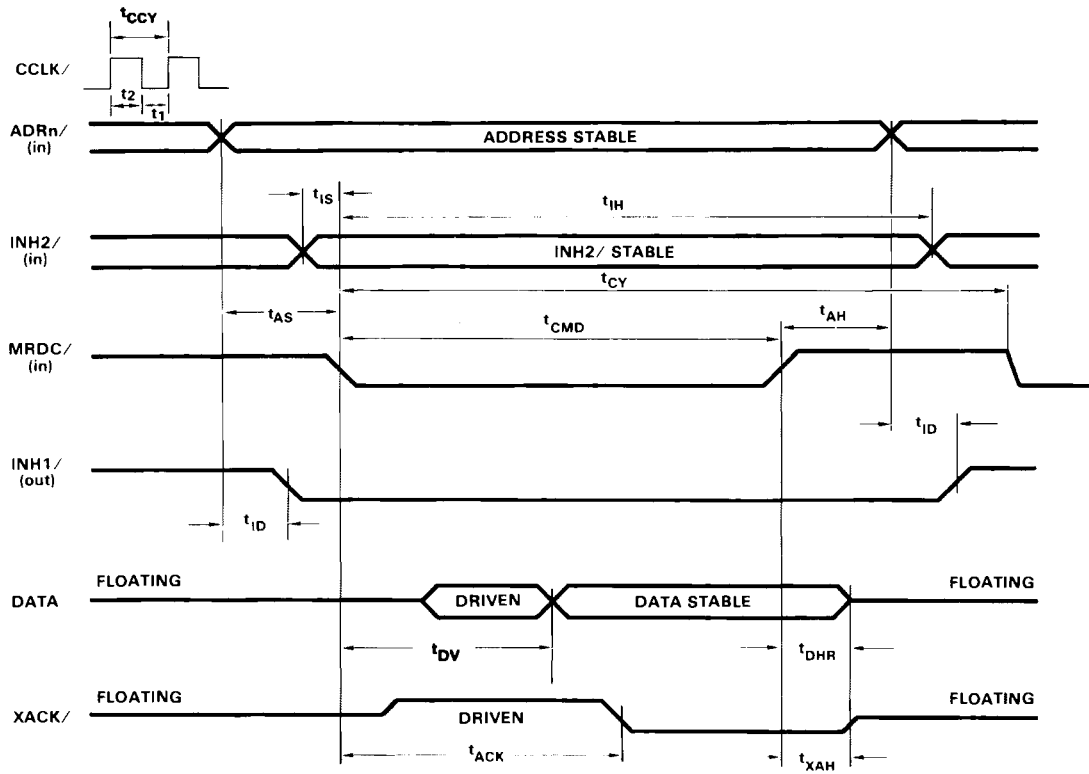 tCCY
CCLK/
t2
t1
ADRn/
(in)
ADDRESS STABLE
tIS
tIH
INH2/
(in)
INH2/ STABLE
tCY
tAS
tCMD
tAH
MRDC/
(in)
tID
INH1/
(out)
tID
FLOATING
FLOATING
DATA
DRIVEN
DATA STABLE
tDV
tDHR
FLOATING
FLOATING
XACK/
DRIVEN
tACK
tXAH